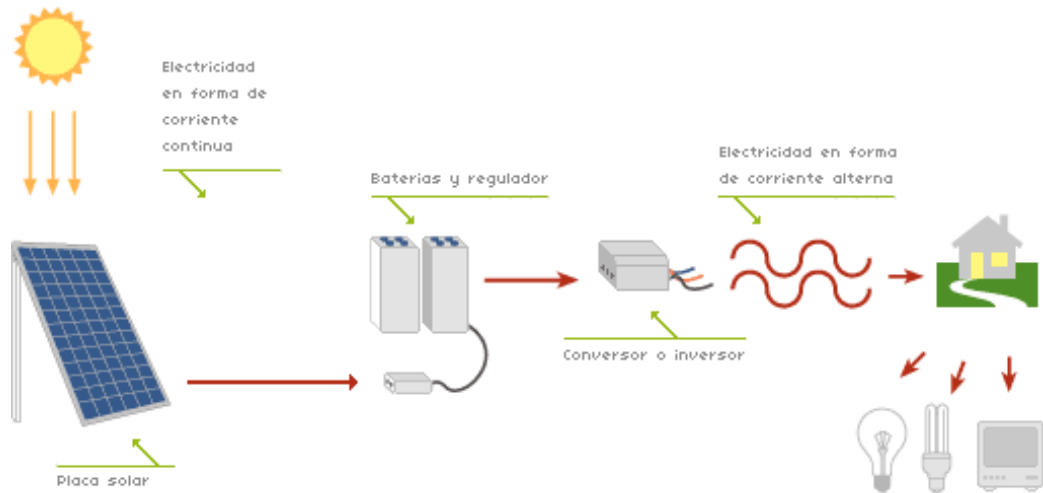 Electricidad
en forma de
corriente
continua
Baterias y regulador
Electricidad en forma
de corriente alterna
Conversor o inversor
Placa solar